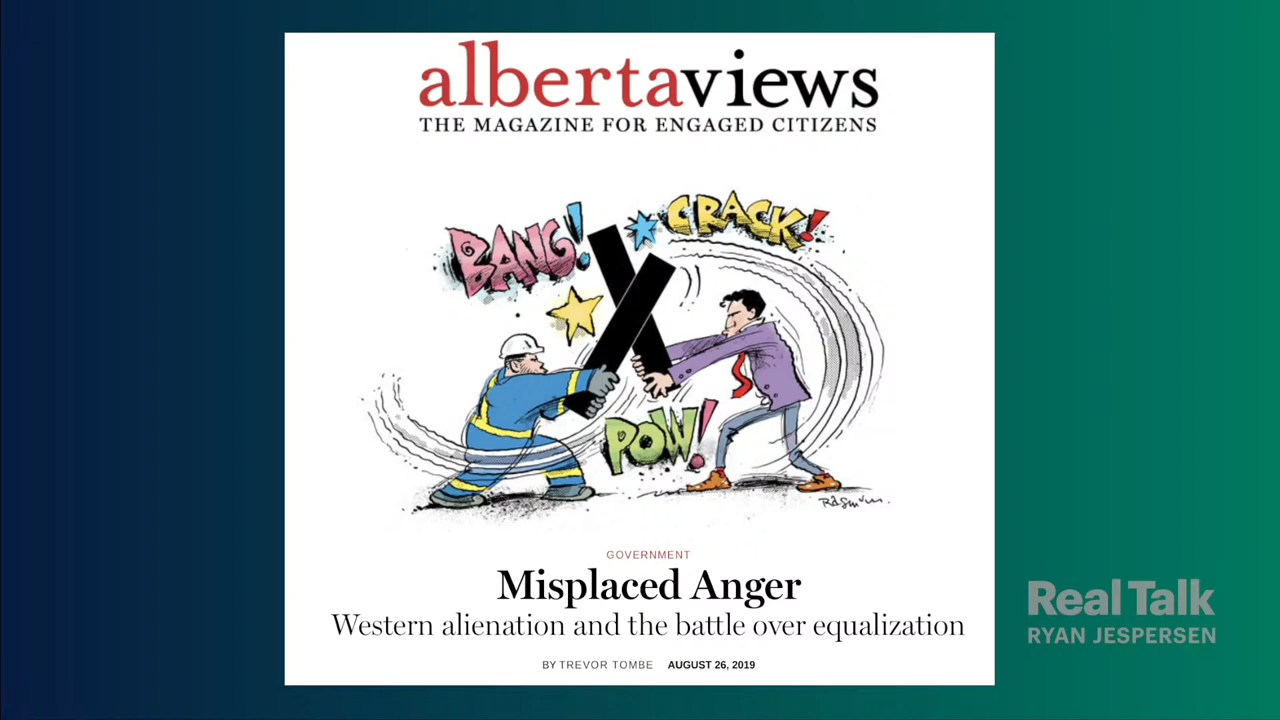 albertaviews
THE MAGAZINE FOR ENGAGED CITIZENS
BANG!
CRACK!
POW!
GOVERNMENT
Misplaced Anger
Western alienation and the battle over equalization
BY TREVOR TOMBE AUGUST 26, 2019
Real Talk
RYAN JESPERSEN